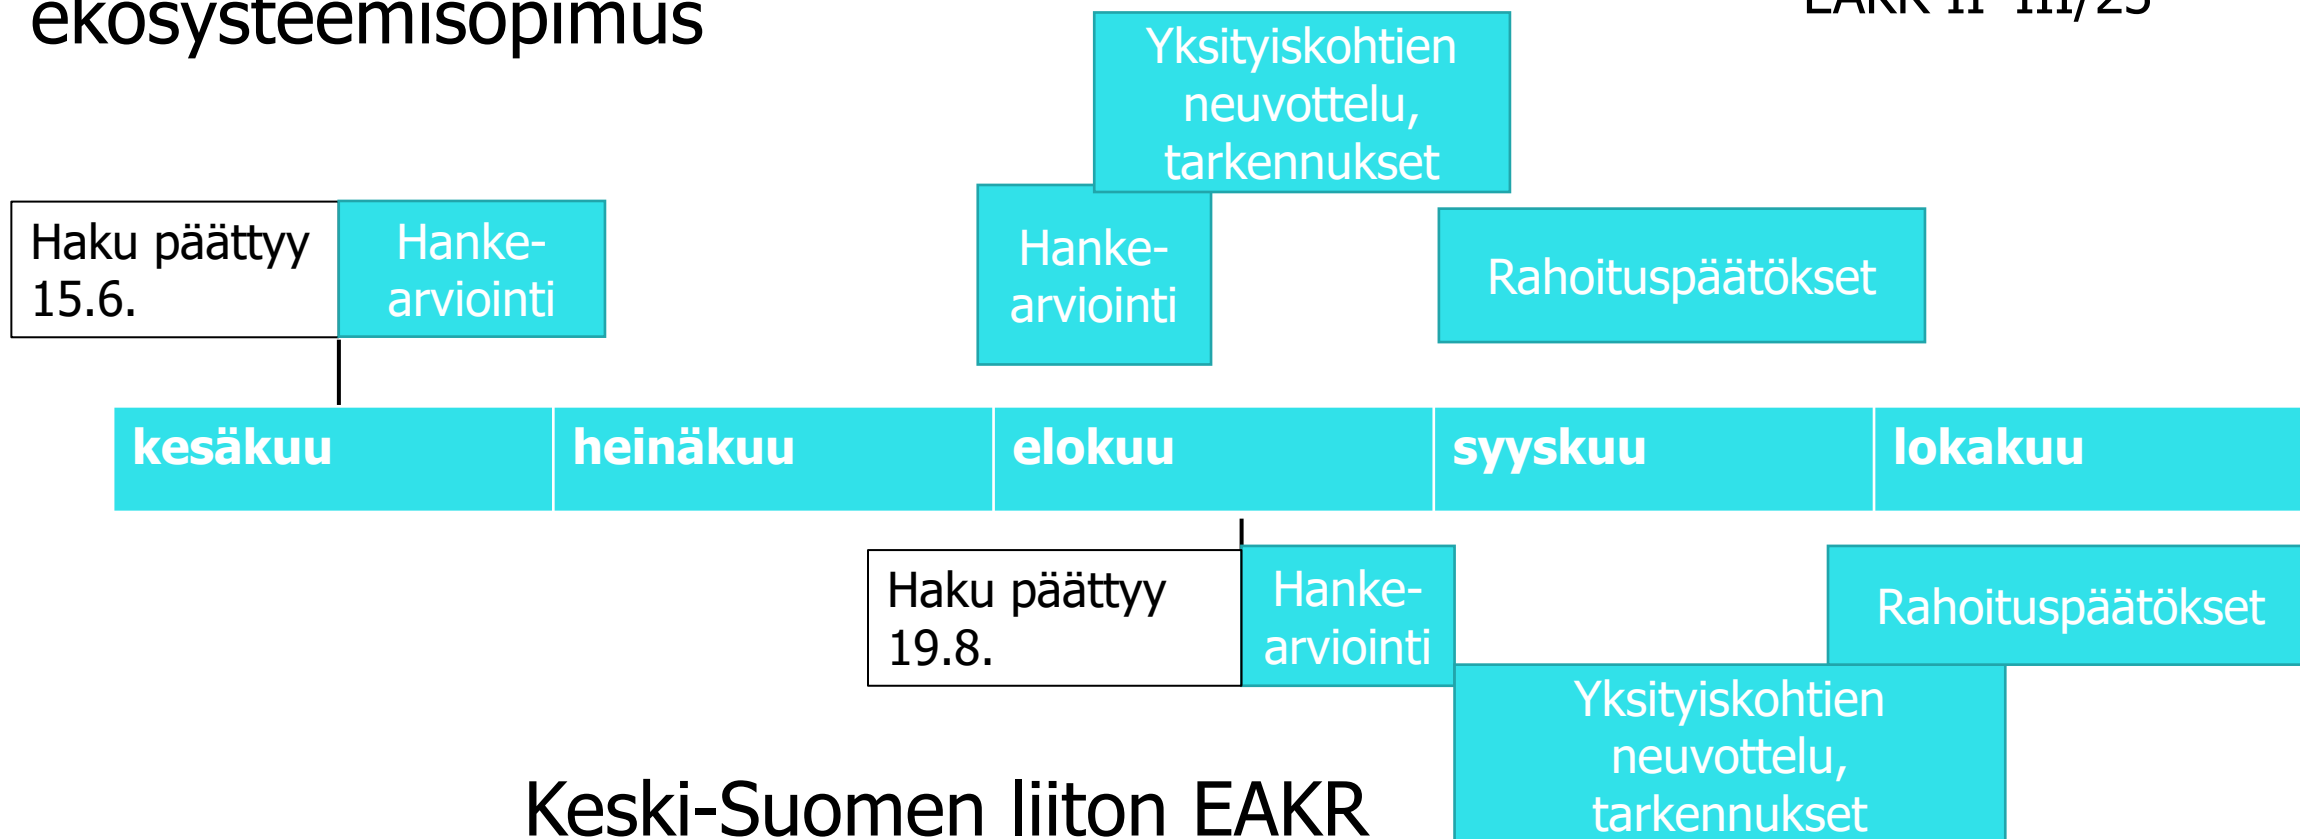 ekosysteemisopimus
Yksityiskohtien
neuvottelu,
tarkennukset
Haku päättyy
15.6.
Hanke-
arviointi
Hanke-
arviointi
Rahoituspäätökset
kesäkuu
heinäkuu
elokuu
syyskuu
lokakuu
Haku päättyy
19.8.
Hanke-
arviointi
Rahoituspäätökset
Yksityiskohtien
neuvottelu,
tarkennukset
Keski-Suomen liiton EAKR